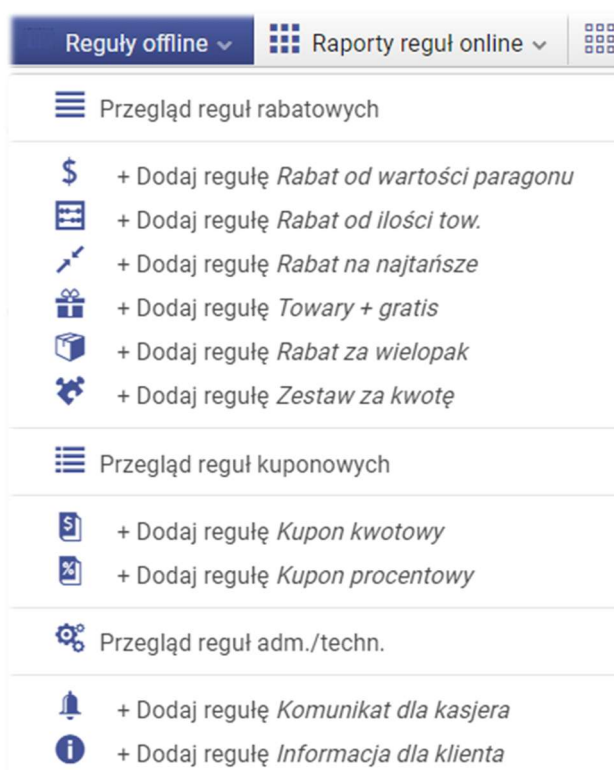 Reguły offline
Raporty reguł online
Przegląd reguł rabatowych
+ Dodaj regułę Rabat od wartości paragonu
+ Dodaj regułę Rabat od ilości tow.
+ Dodaj regułę Rabat na najtańsze
+ Dodaj regułę Towary + gratis
+ Dodaj regułę Rabat za wielopak
+ Dodaj regułę Zestaw za kwotę
Przegląd reguł kuponowych
+ Dodaj regułę Kupon kwotowy
+ Dodaj regułę Kupon procentowy
Przegląd reguł adm./techn.
+ Dodaj regułę Komunikat dla kasjera
+ Dodaj regułę Informacja dla klienta